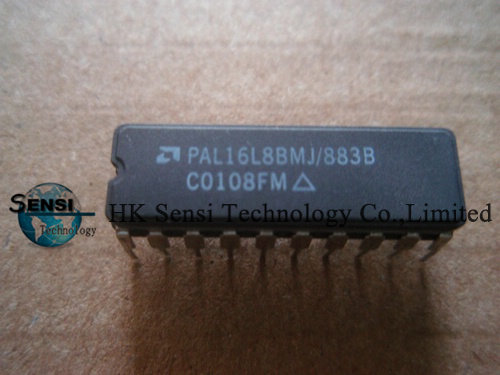 PAL16L8BMJ/883B
C0108FM
SENSI
Technology
HK Sensi Technology Co.,Limited